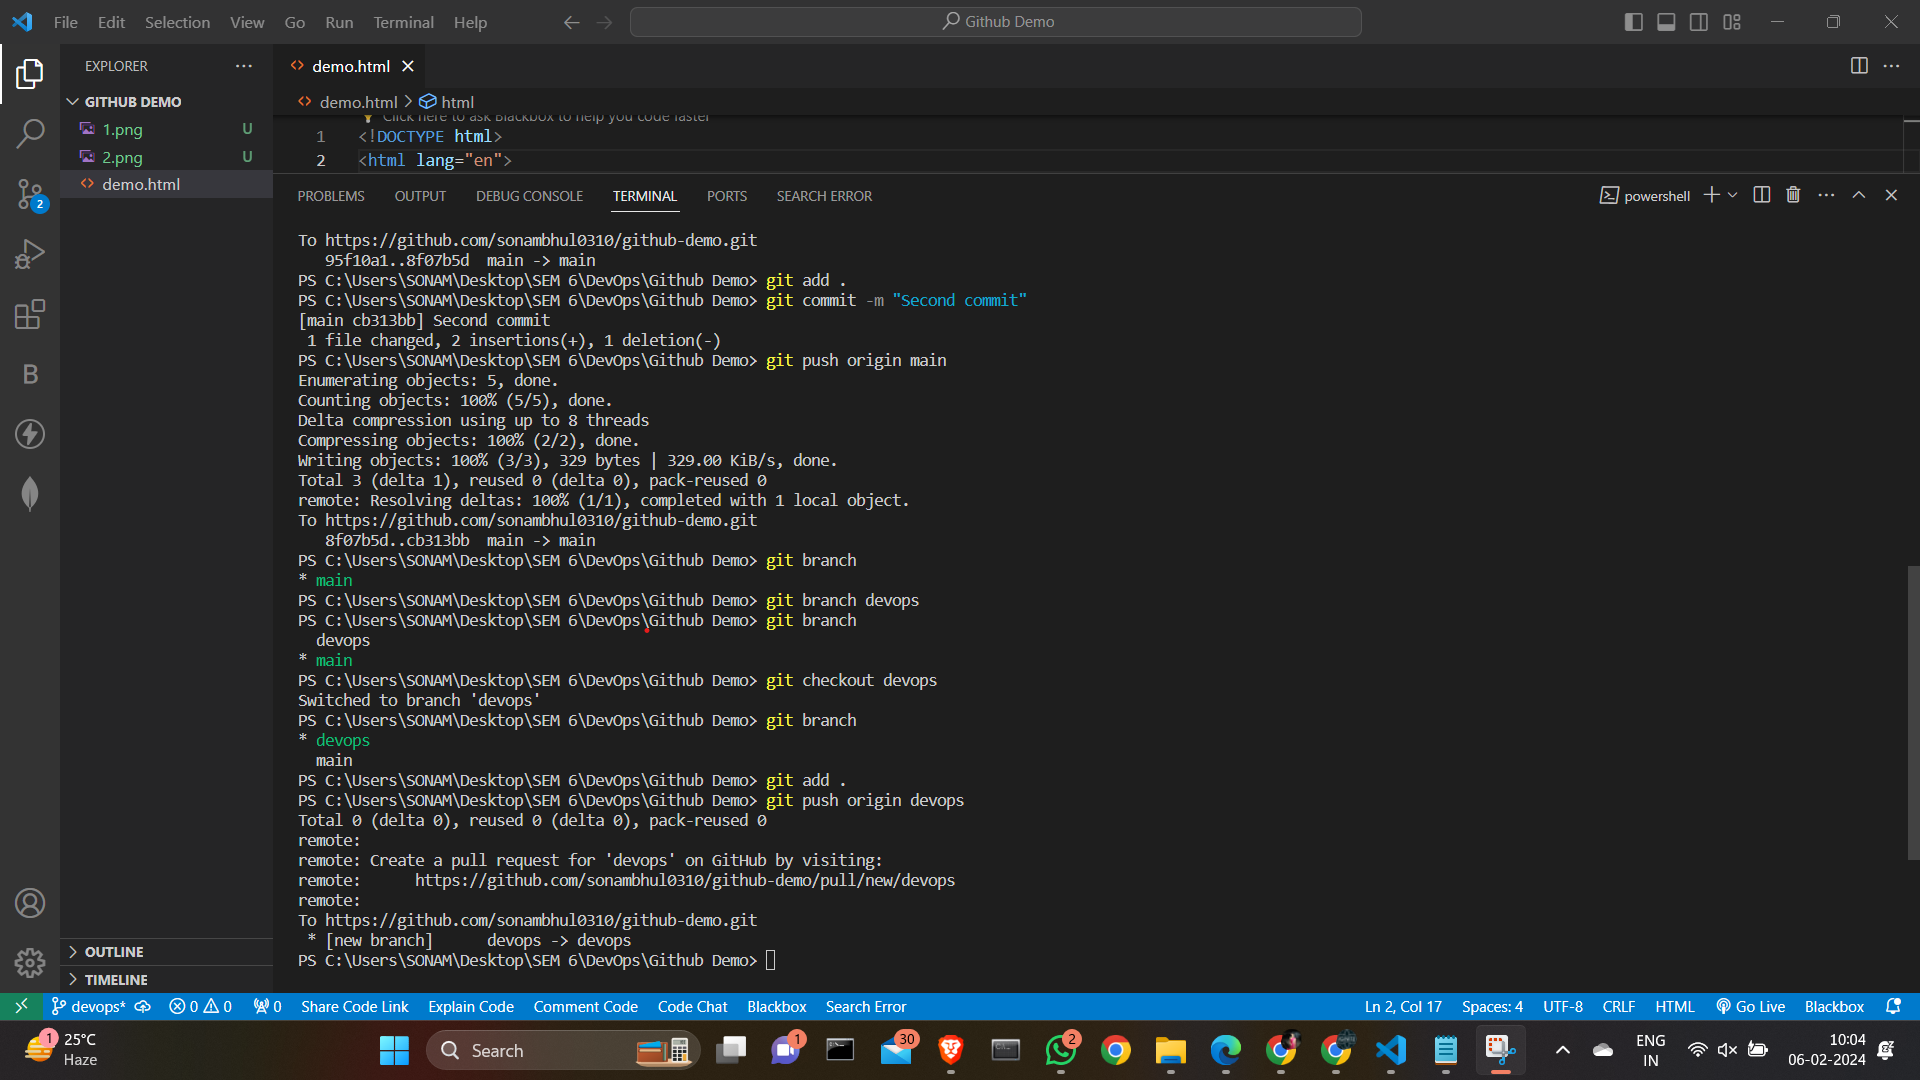 File Edit Selection View Go Run Terminal Help
Github Demo
EXPLORER
GITHUB DEMO
1.png U
2.png U
demo.html
2
B
OUTLINE
TIMELINE
demo.html
demo.html > html
Click here to ask Blackbox to help you code faster
1 <!DOCTYPE html>
2 <html lang="en">
PROBLEMS OUTPUT DEBUG CONSOLE TERMINAL PORTS SEARCH ERROR
powershell
To https://github.com/sonambhul0310/github-demo.git
95f10a1..8f07b5d main -> main
PS C:\Users\SONAM\Desktop\SEM 6\DevOps\Github Demo> git add .
PS C:\Users\SONAM\Desktop\SEM 6\DevOps\Github Demo> git commit -m "Second commit"
[main cb313bb] Second commit
1 file changed, 2 insertions(+), 1 deletion(-)
PS C:\Users\SONAM\Desktop\SEM 6\DevOps\Github Demo> git push origin main
Enumerating objects: 5, done.
Counting objects: 100% (5/5), done.
Delta compression using up to 8 threads
Compressing objects: 100% (2/2), done.
Writing objects: 100% (3/3), 329 bytes | 329.00 KiB/s, done.
Total 3 (delta 1), reused 0 (delta 0), pack-reused 0
remote: Resolving deltas: 100% (1/1), completed with 1 local object.
To https://github.com/sonambhul0310/github-demo.git
8f07b5d..cb313bb main -> main
PS C:\Users\SONAM\Desktop\SEM 6\DevOps\Github Demo> git branch
* main
PS C:\Users\SONAM\Desktop\SEM 6\DevOps\Github Demo> git branch devops
PS C:\Users\SONAM\Desktop\SEM 6\DevOps\Github Demo> git branch
devops
* main
PS C:\Users\SONAM\Desktop\SEM 6\DevOps\Github Demo> git checkout devops
Switched to branch 'devops'
PS C:\Users\SONAM\Desktop\SEM 6\DevOps\Github Demo> git branch
* devops
main
PS C:\Users\SONAM\Desktop\SEM 6\DevOps\Github Demo> git add .
PS C:\Users\SONAM\Desktop\SEM 6\DevOps\Github Demo> git push origin devops
Total 0 (delta 0), reused 0 (delta 0), pack-reused 0
remote:
remote: Create a pull request for 'devops' on GitHub by visiting:
remote: https://github.com/sonambhul0310/github-demo/pull/new/devops
remote:
To https://github.com/sonambhul0310/github-demo.git
* [new branch] devops -> devops
PS C:\Users\SONAM\Desktop\SEM 6\DevOps\Github Demo>
devops* 0 0 0 Share Code Link Explain Code Comment Code Code Chat Blackbox Search Error Ln 2, Col 17 Spaces: 4 UTF-8 CRLF HTML Go Live Blackbox
1 25°C
Haze
Search
1
30
2
ENG
IN
10:04
06-02-2024